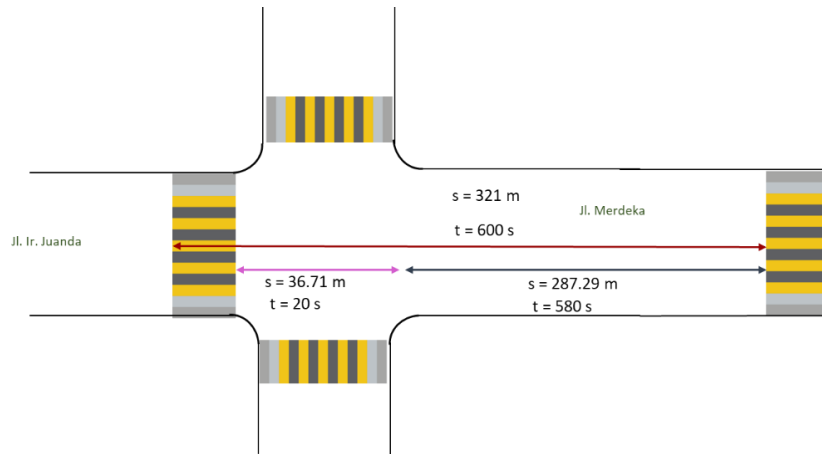 s = 321 m
Jl. Merdeka
Jl. Ir. Juanda
t = 600 s
s = 36.71 m
s = 287.29 m
t = 20 s
t = 580 s